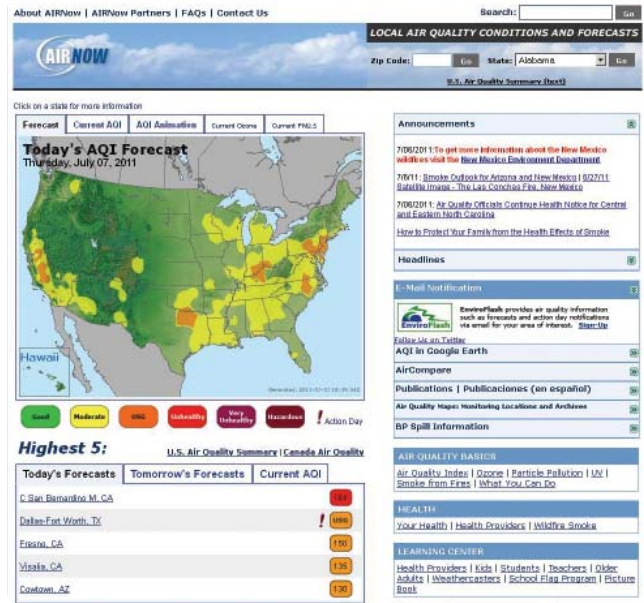 About AIRNow | AIRNow Partners | FAQs | Contact Us
Search: Go
AIRNOW
LOCAL AIR QUALITY CONDITIONS AND FORECASTS
Zip Code: Go State: Alabama Go
U.S. Air Quality Summary (text)
Click on a state for more information
Forecast Current AQI AQI Animation Current Ozone Current PM2.5
Today's AQI Forecast
Thursday, July 07, 2011
Hawaii
Good Moderate USG Unhealthy Very Unhealthy Hazardous ! Action Day
Highest 5:
U.S. Air Quality Summary | Canada Air Quality
Today's Forecasts Tomorrow's Forecasts Current AQI
C San Bernardino M, CA
Dallas-Fort Worth, TX ! USG
Fresno, CA 150
Visalia, CA 135
Cowtown, AZ 130
Announcements
7/06/2011: To get more information about the New Mexico
wildfires visit the New Mexico Environment Department
7/6/11: Smoke Outlook for Arizona and New Mexico | 6/27/11
Satellite Image - The Las Conchas Fire, New Mexico
7/06/2011: Air Quality Officials Continue Health Notice for Central
and Eastern North Carolina
How to Protect Your Family from the Health Effects of Smoke
Headlines
E-Mail Notification
EnviroFlash
EnviroFlash provides air quality information
such as forecasts and action day notifications
via email for your area of interest. Sign-Up
Follow Us on Twitter
AQI in Google Earth
AirCompare
Publications | Publicaciones (en español)
Air Quality Maps: Monitoring Locations and Archives
BP Spill Information
AIR QUALITY BASICS
Air Quality Index | Ozone | Particle Pollution | UV |
Smoke from Fires | What You Can Do
HEALTH
Your Health | Health Providers | Wildfire Smoke
LEARNING CENTER
Health Providers | Kids | Students | Teachers | Older
Adults | Weathercasters | School Flag Program | Picture
Book